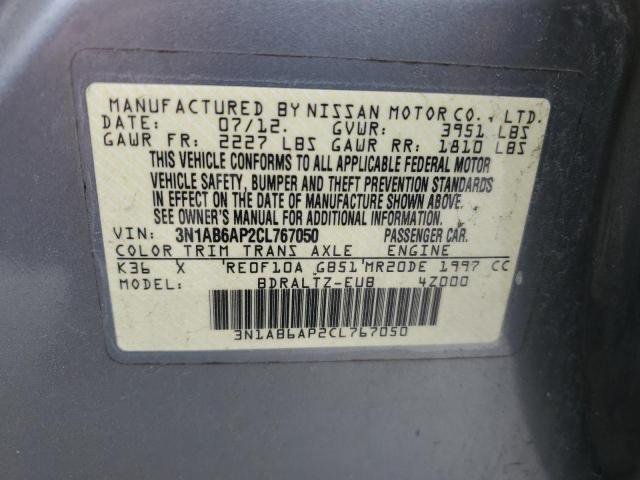 MANUFACTURED BY NISSAN MOTOR CO., LTD.
DATE: 07/12. GVWR: 3951 LBS
GAWR FR: 2227 LBS GAWR RR: 1810 LBS
THIS VEHICLE CONFORMS TO ALL APPLICABLE FEDERAL MOTOR
VEHICLE SAFETY, BUMPER AND THEFT PREVENTION STANDARDS
IN EFFECT ON THE DATE OF MANUFACTURE SHOWN ABOVE.
SEE OWNER'S MANUAL FOR ADDITIONAL INFORMATION.
VIN: 3N1AB6AP2CL767050 PASSENGER CAR.
COLOR TRIM TRANS AXLE ENGINE
K36 X RE0F10A GB51 MR20DE 1997 CC
MODEL: BDRALTZ-EUB 4Z000
3N1AB6AP2CL767050